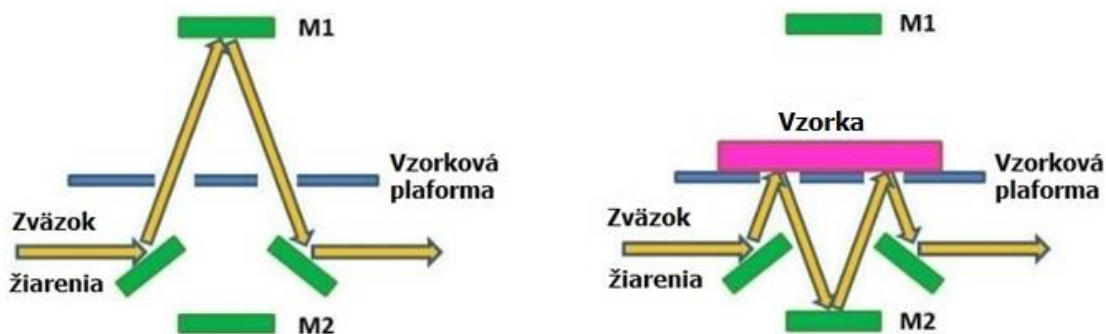 M1
Vzorková
plaforma
Zväzok
žiarenia
M2
M1
Vzorka
Vzorková
plaforma
Zväzok
žiarenia
M2